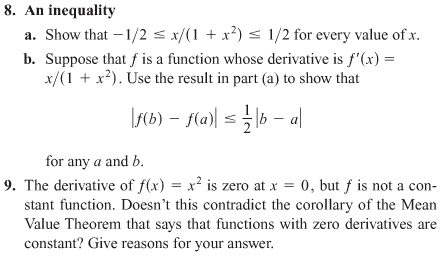 8. An inequality
a. Show that −1/2 ≤ x/(1 + x²) ≤ 1/2 for every value of x.
b. Suppose that f is a function whose derivative is f′(x) =
x/(1 + x²). Use the result in part (a) to show that
|f(b) − f(a)| ≤ 1/2 |b − a|
for any a and b.
9. The derivative of f(x) = x² is zero at x = 0, but f is not a con-
stant function. Doesn't this contradict the corollary of the Mean
Value Theorem that says that functions with zero derivatives are
constant? Give reasons for your answer.